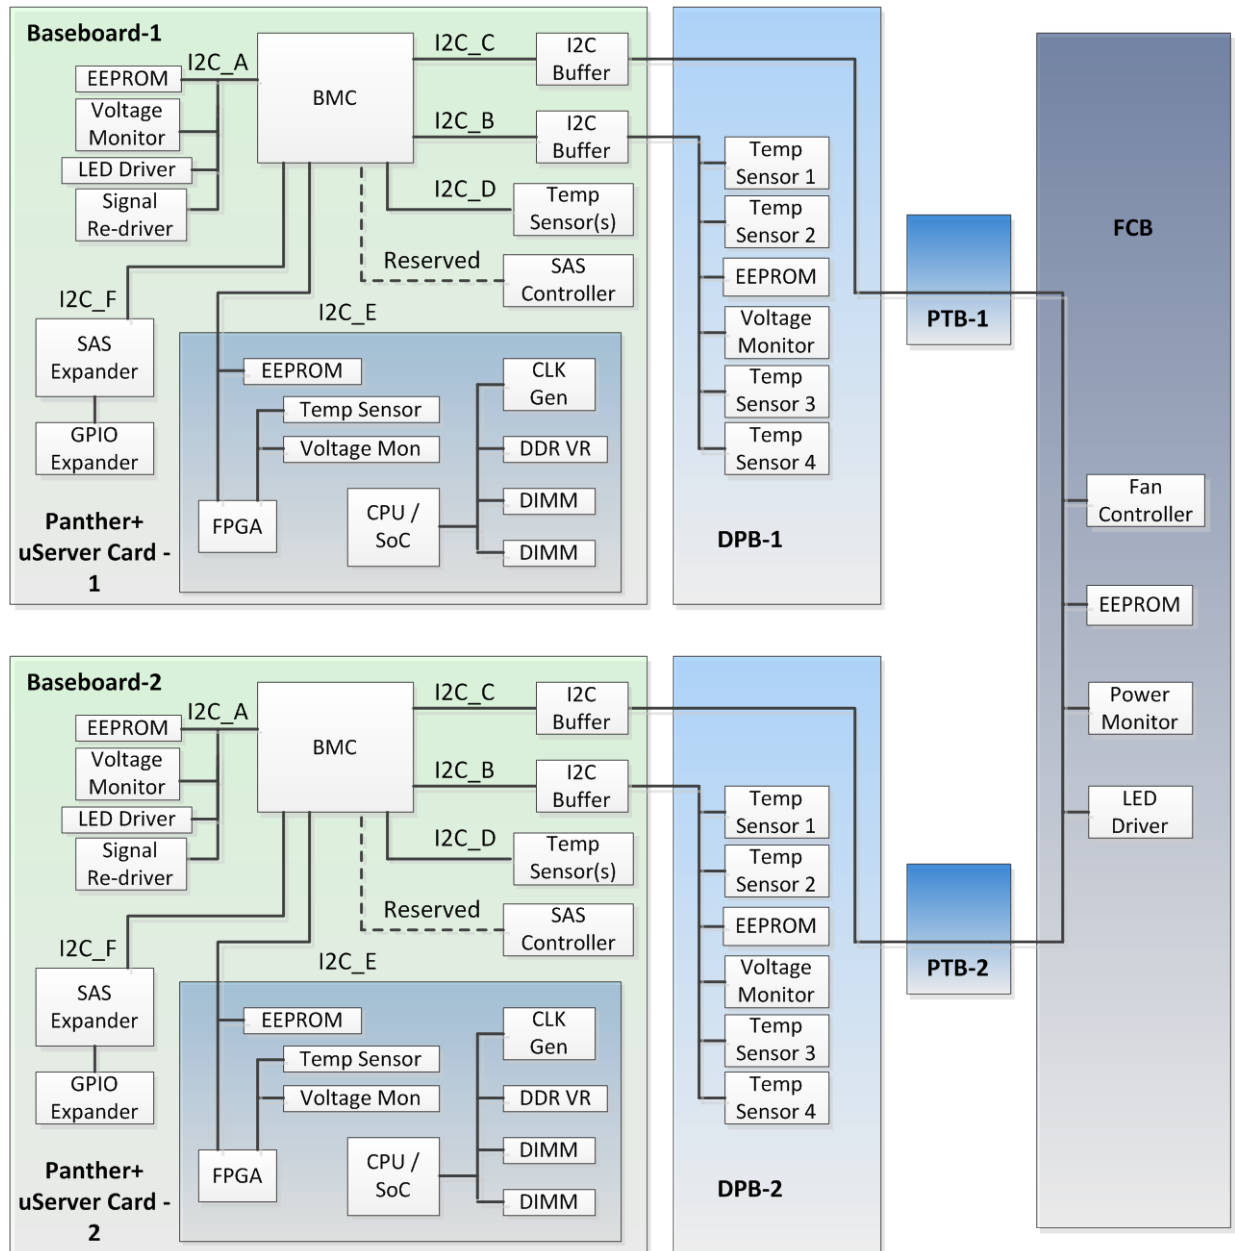 Baseboard-1
I2C_A
EEPROM
Voltage
Monitor
LED Driver
Signal
Re-driver
BMC
I2C_C
I2C
Buffer
I2C_B
I2C
Buffer
I2C_D
Temp
Sensor(s)
Reserved
SAS
Controller
I2C_F
SAS
Expander
GPIO
Expander
I2C_E
EEPROM
Temp Sensor
Voltage Mon
FPGA
CPU /
SoC
CLK
Gen
DDR VR
DIMM
DIMM
Panther+
uServer Card -
1
Temp
Sensor 1
Temp
Sensor 2
EEPROM
Voltage
Monitor
Temp
Sensor 3
Temp
Sensor 4
DPB-1
PTB-1
FCB
Fan
Controller
EEPROM
Power
Monitor
LED
Driver
Baseboard-2
I2C_A
EEPROM
Voltage
Monitor
LED Driver
Signal
Re-driver
BMC
I2C_C
I2C
Buffer
I2C_B
I2C
Buffer
I2C_D
Temp
Sensor(s)
Reserved
SAS
Controller
I2C_F
SAS
Expander
GPIO
Expander
I2C_E
EEPROM
Temp Sensor
Voltage Mon
FPGA
CPU /
SoC
CLK
Gen
DDR VR
DIMM
DIMM
Panther+
uServer Card -
2
Temp
Sensor 1
Temp
Sensor 2
EEPROM
Voltage
Monitor
Temp
Sensor 3
Temp
Sensor 4
DPB-2
PTB-2